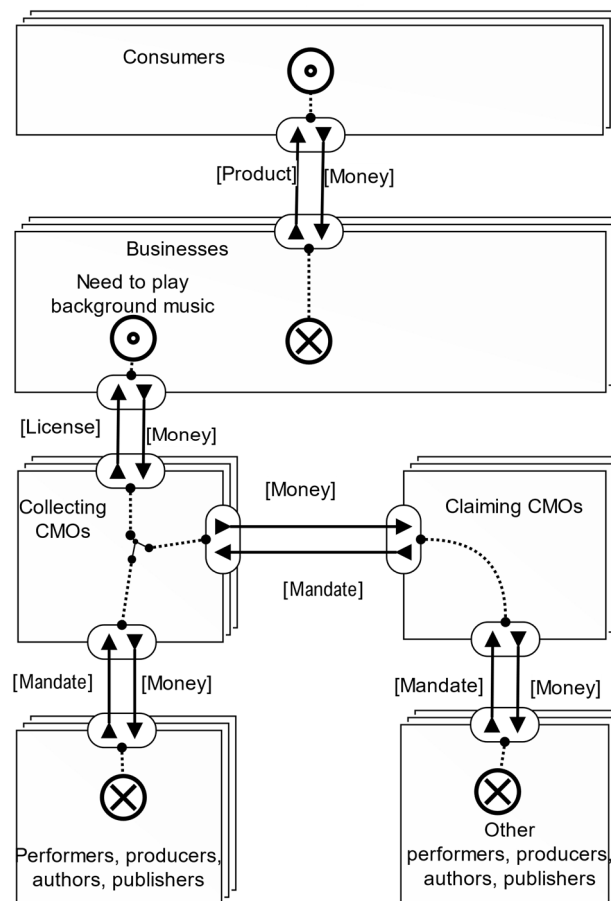 Consumers
[Product]
[Money]
Businesses
Need to play
background music
[License]
[Money]
Collecting
CMOs
[Money]
Claiming CMOs
[Mandate]
[Mandate]
[Money]
[Mandate]
[Money]
Performers, producers,
authors, publishers
Other
performers, producers,
authors, publishers